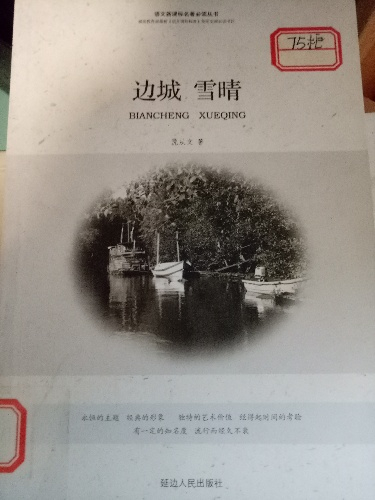 语文新课标名著必读丛书
75班
边城 雪晴
BIANCHENG XUEQING
沈从文 著
永恒的主题 经典的形象 独特的艺术价值 经得起时间的考验
有一定的知名度 流行而经久不衰
延边人民出版社